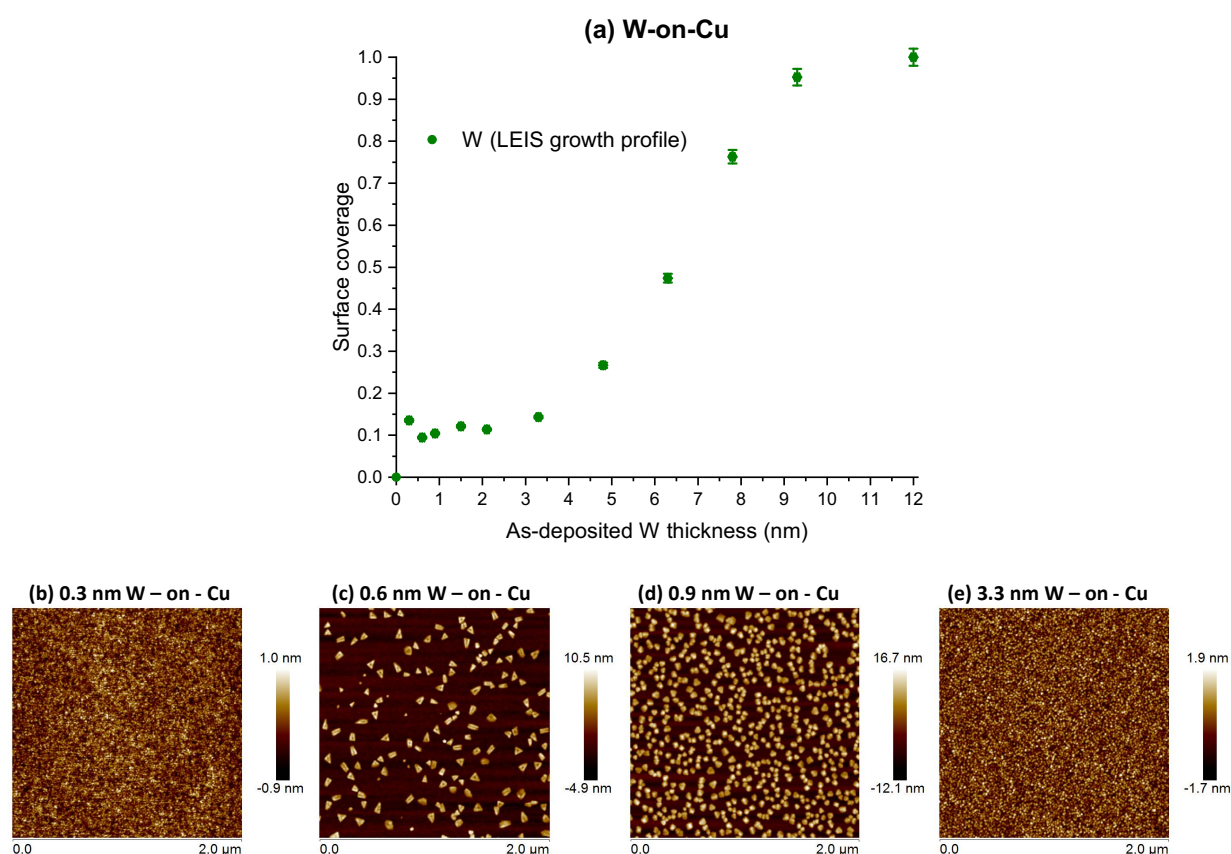 (a) W-on-Cu
1.0
0.9
0.8
0.7
0.6
0.5
0.4
0.3
0.2
0.1
0.0
Surface coverage
W (LEIS growth profile)
0 1 2 3 4 5 6 7 8 9 10 11 12
As-deposited W thickness (nm)
(b) 0.3 nm W – on - Cu
1.0 nm
-0.9 nm
0.0 2.0 µm
(c) 0.6 nm W – on - Cu
10.5 nm
-4.9 nm
0.0 2.0 µm
(d) 0.9 nm W – on - Cu
16.7 nm
-12.1 nm
0.0 2.0 µm
(e) 3.3 nm W – on - Cu
1.9 nm
-1.7 nm
0.0 2.0 µm